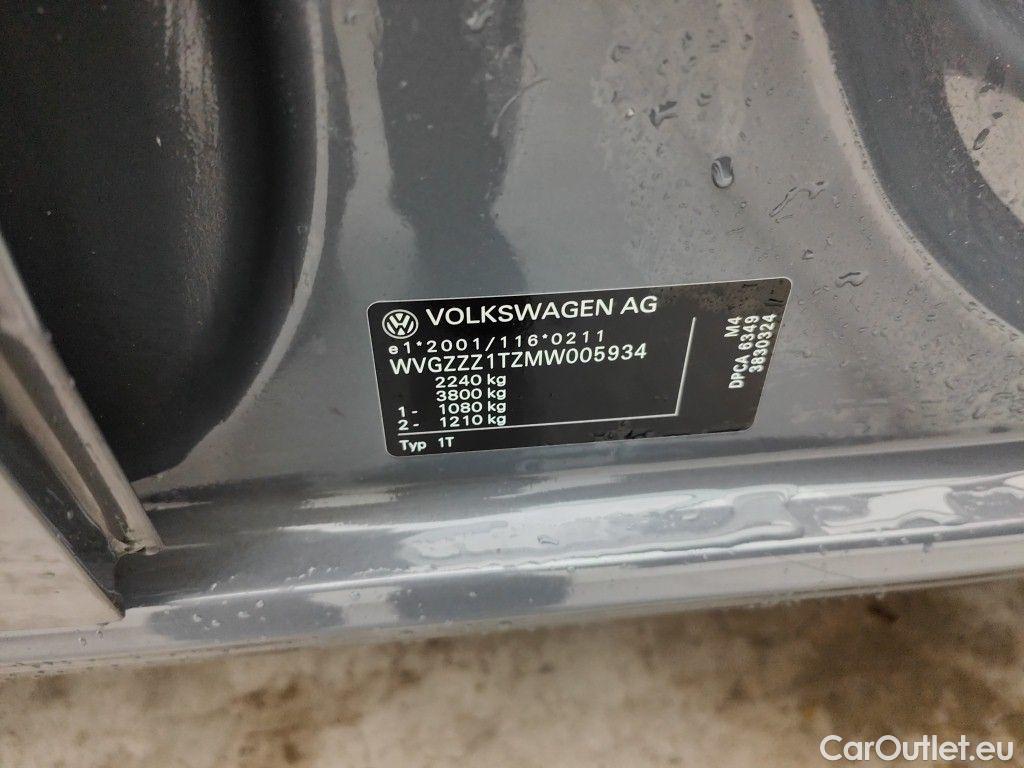 VOLKSWAGEN AG
e1*2001/116*0211
WVGZZZ1TZMW005934
2240 kg
3800 kg
1- 1080 kg
2- 1210 kg
Typ 1T
M4
DPCA 6349
3830324
CarOutlet.eu